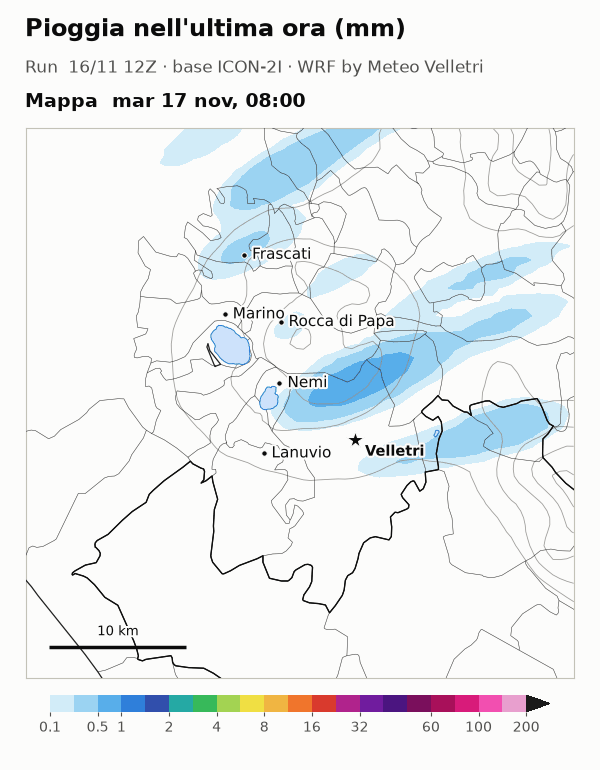 Pioggia nell'ultima ora (mm)
Run  16/11 12Z · base ICON-2I · WRF by Meteo Velletri
Mappa  mar 17 nov, 08:00
Frascati
Marino
Rocca di Papa
Nemi
Velletri
Lanuvio
10 km
0.1 0.5 1 2 4 8 16 32 60 100 200